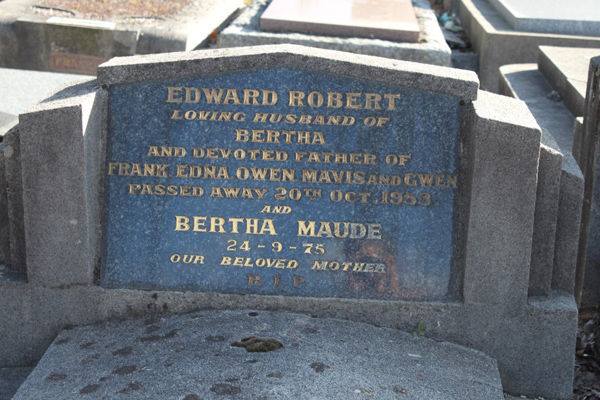 EDWARD ROBERT
LOVING HUSBAND OF
BERTHA
AND DEVOTED FATHER OF
FRANK, EDNA, OWEN, MAVIS AND GWEN
PASSED AWAY 20TH OCT. 1953.
AND
BERTHA MAUDE
24-9-75
OUR BELOVED MOTHER
R.I.P.